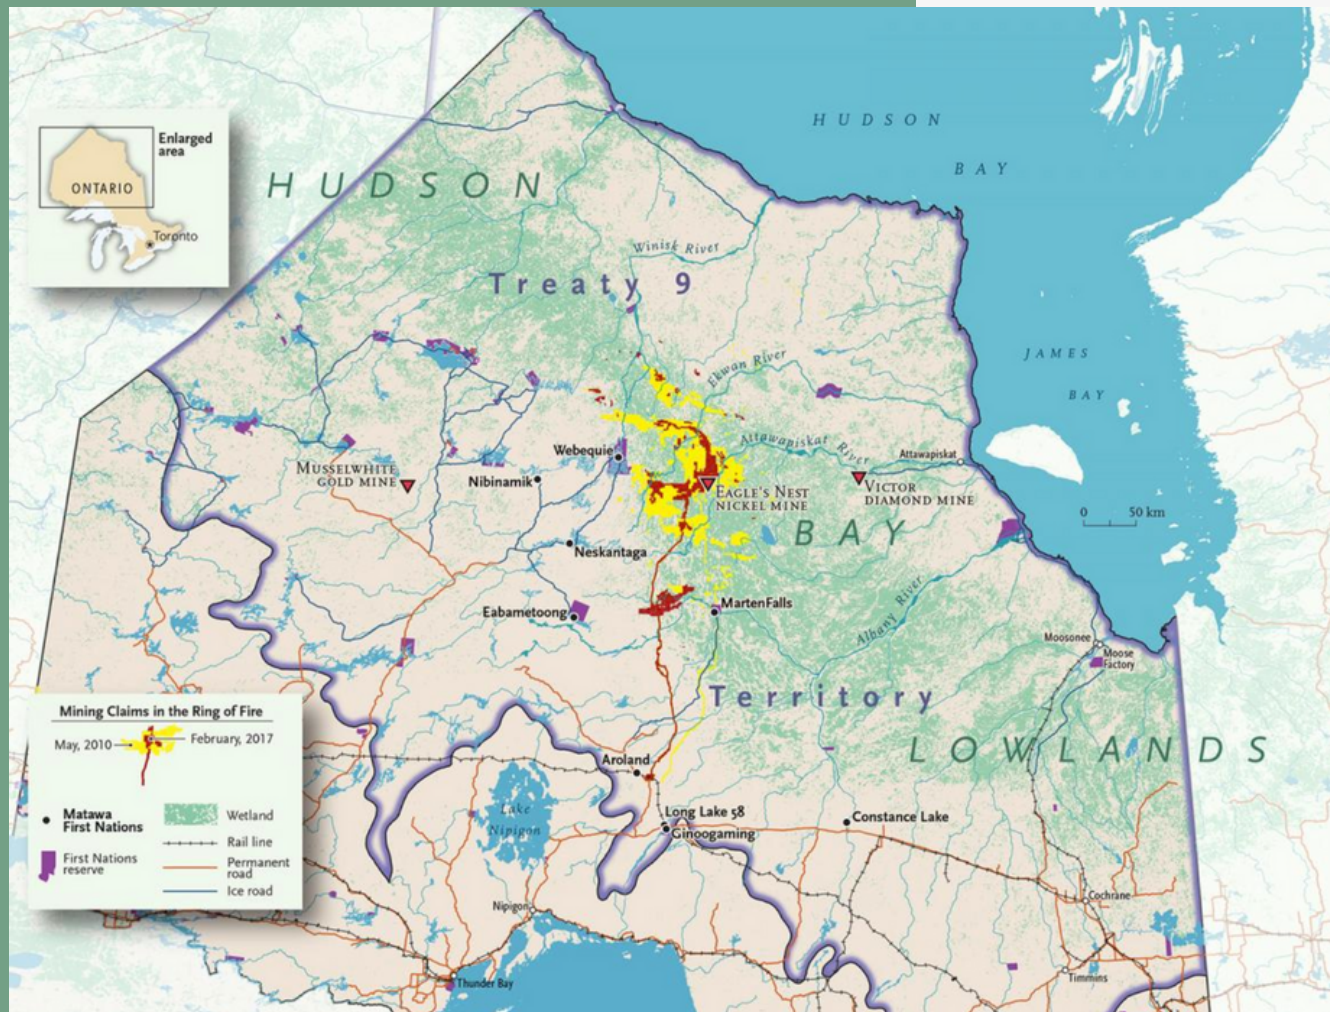 HUDSON
BAY
Enlarged
area
ONTARIO
Toronto
HUDSON
Winisk River
Treaty 9
JAMES
BAY
Ekwan River
Attawapiskat River
Attawapiskat
Webequie
MUSSELWHITE
GOLD MINE
Nibinamik
EAGLE'S NEST
NICKEL MINE
VICTOR
DIAMOND MINE
0 50 km
BAY
Neskantaga
Albany River
MartenFalls
Eabametoong
Moosonee
Moose
Factory
Territory
LOWLANDS
Mining Claims in the Ring of Fire
May, 2010
February, 2017
Matawa
First Nations
First Nations
reserve
Wetland
Rail line
Permanent
road
Ice road
Aroland
Lake
Nipigon
Long Lake 58
Ginoogaming
Constance Lake
Nipigon
Cochrane
Thunder Bay
Timmins